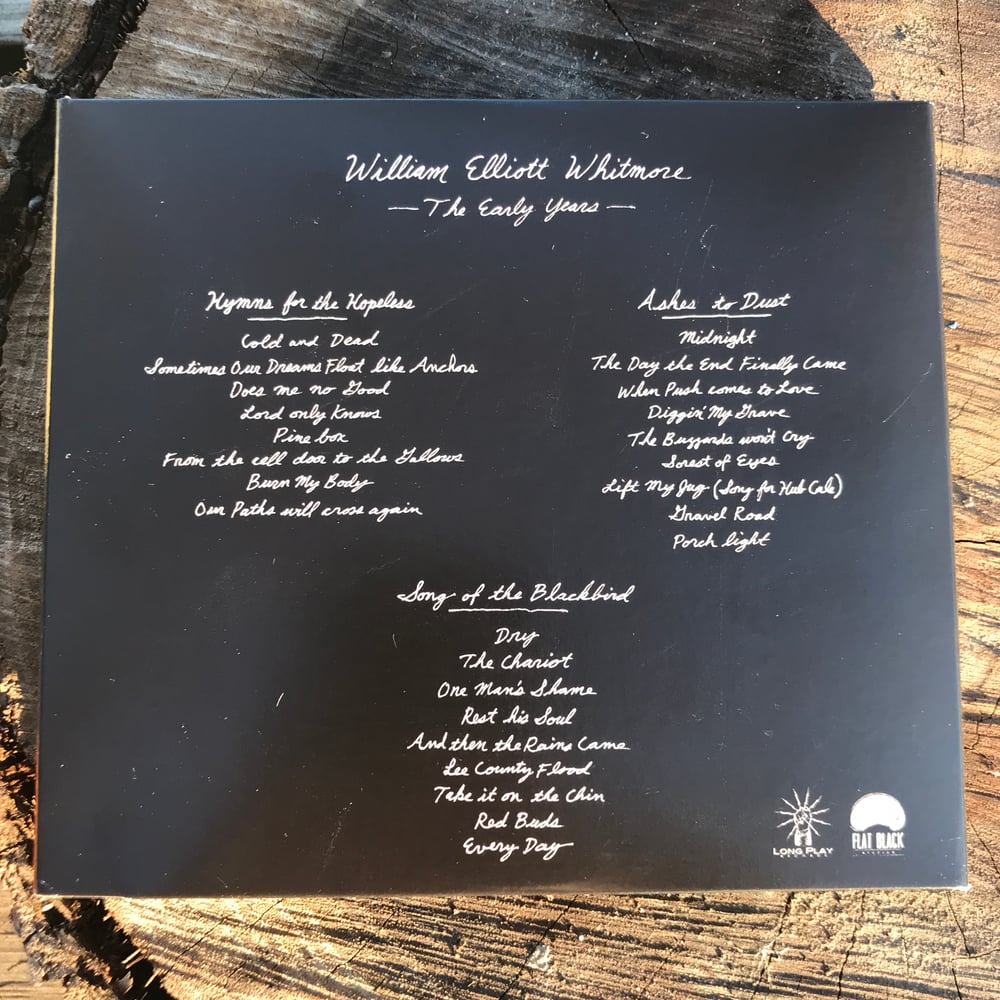 William Elliott Whitmore
— The Early Years —
Hymns for the Hopeless
Cold and Dead
Sometimes Our Dreams Float like Anchors
Does me no Good
Lord only Knows
Pine box
From the cell door to the Gallows
Burn My Body
Our Paths will cross again
Ashes to Dust
Midnight
The Day the End Finally Came
When Push comes to Love
Diggin' My Grave
The Buzzards won't Cry
Sorest of Eyes
Lift My Jug (Song for Hub Cale)
Gravel Road
Porch light
Song of the Blackbird
Dry
The Chariot
One Man's Shame
Rest his Soul
And then the Rains Came
Lee County Flood
Take it on the Chin
Red Buds
Every Day
LONG PLAY
FLAT BLACK